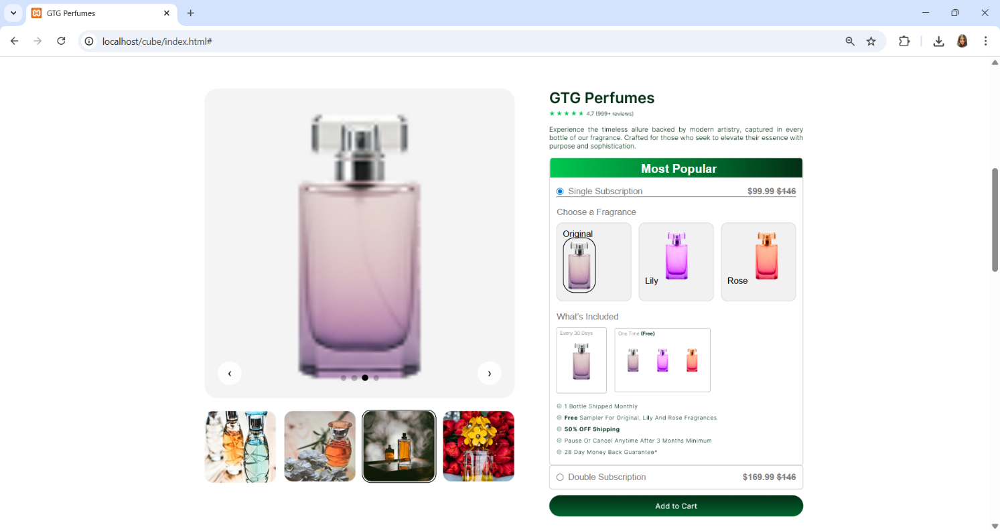 GTG Perfumes
localhost/cube/index.html#
GTG Perfumes
4.7 (999+ reviews)
Experience the timeless allure backed by modern artistry, captured in every
bottle of our fragrance. Crafted for those who seek to elevate their essence with
purpose and sophistication.
Most Popular
Single Subscription $99.99 $146
Choose a Fragrance
Original
Lily
Rose
What's Included
Every 30 Days
One Time (Free)
1 Bottle Shipped Monthly
Free Sampler For Original, Lily And Rose Fragrances
50% OFF Shipping
Pause Or Cancel Anytime After 3 Months Minimum
28 Day Money Back Guarantee*
Double Subscription $169.99 $146
Add to Cart